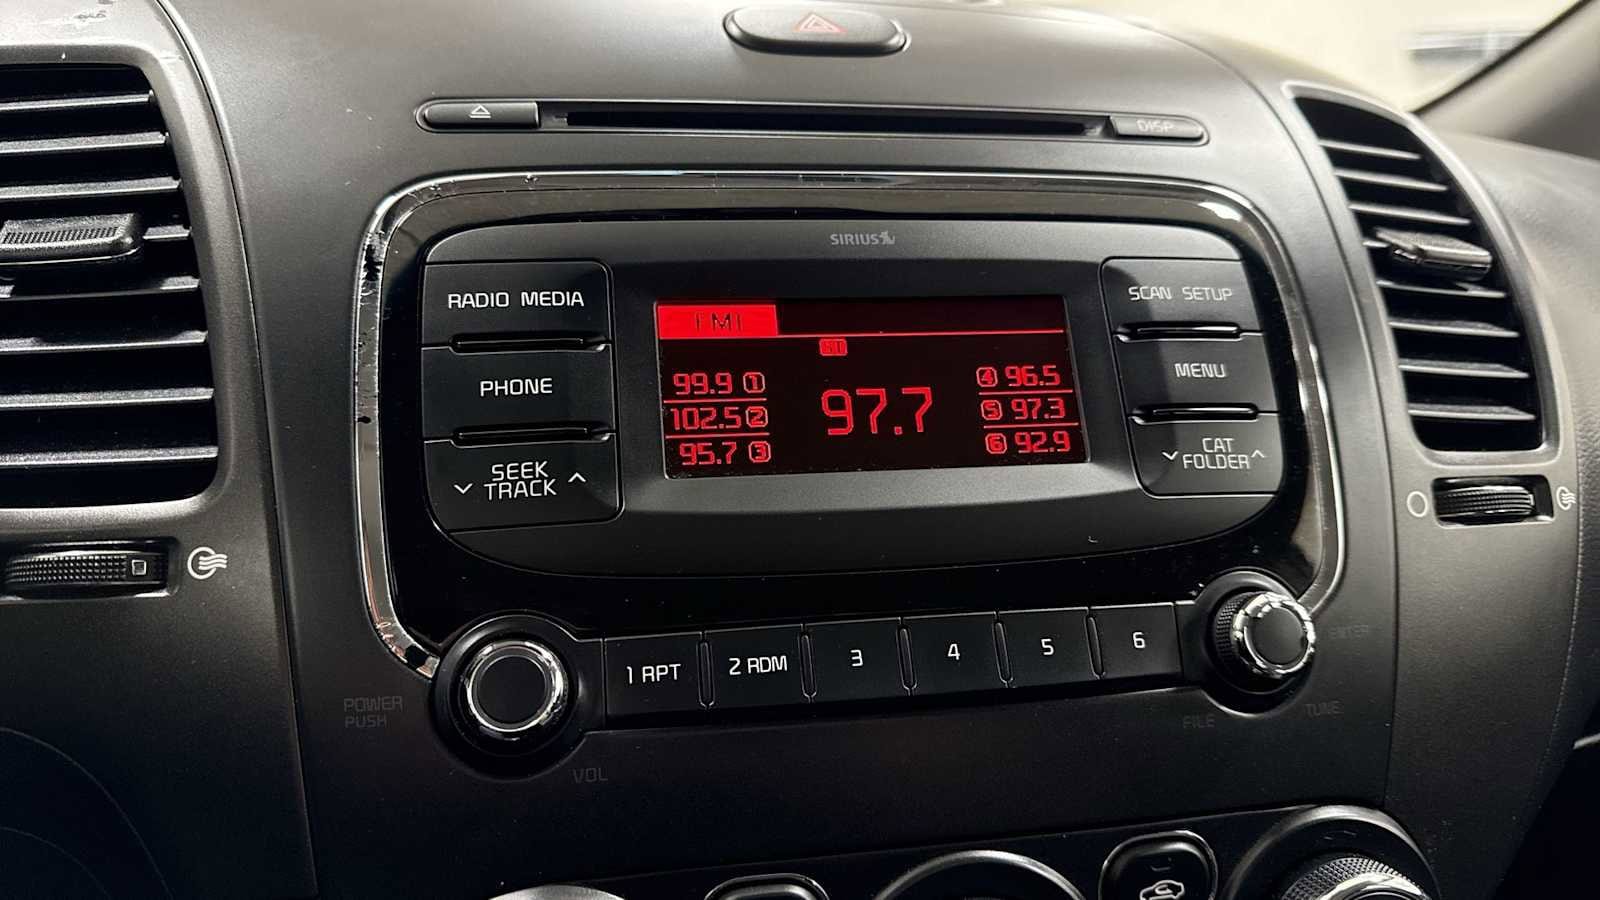 DISP
SIRIUS
RADIO MEDIA
PHONE
SEEK
TRACK
FM1
99.9 1
102.5 2
95.7 3
97.7
4 96.5
5 97.3
6 92.9
SCAN SETUP
MENU
CAT
FOLDER
1 RPT
2 RDM
3
4
5
6
POWER
PUSH
VOL
FILE
TUNE
ENTER